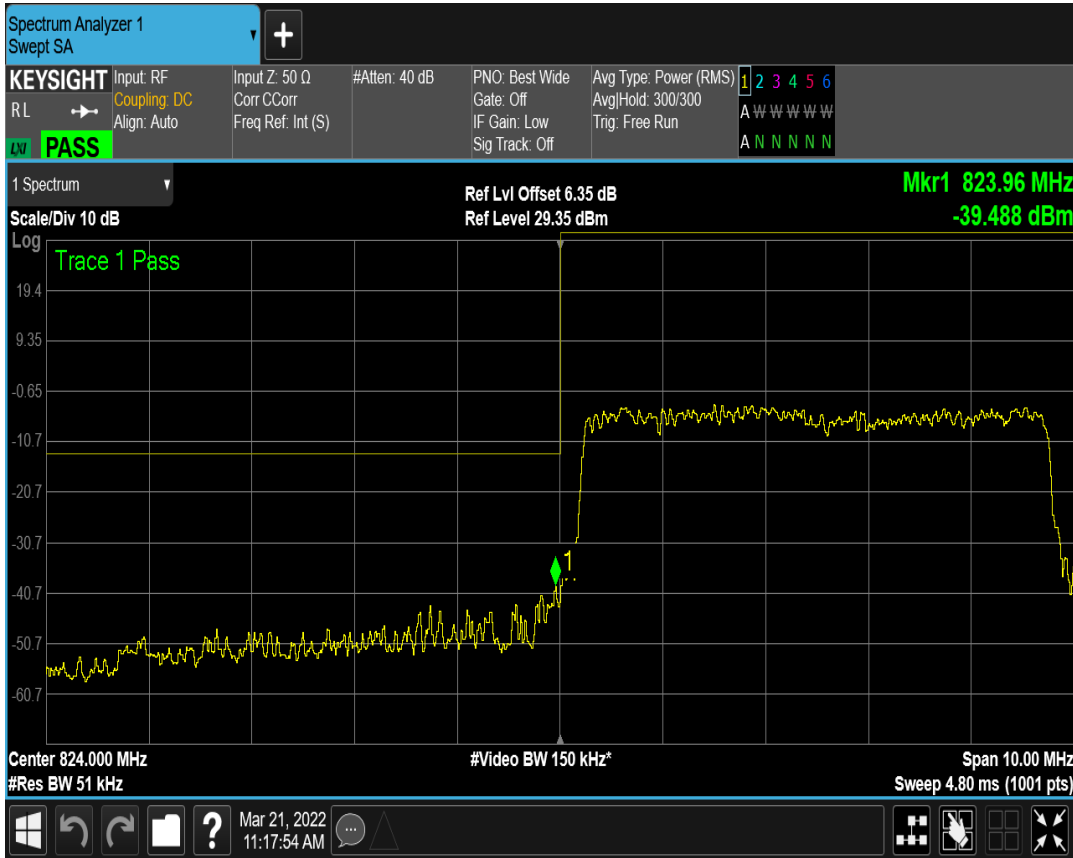 Spectrum Analyzer 1
Swept SA
+
KEYSIGHT
R L
LXI
PASS
Input: RF
Coupling: DC
Align: Auto
Input Z: 50 Ω
Corr CCorr
Freq Ref: Int (S)
#Atten: 40 dB
PNO: Best Wide
Gate: Off
IF Gain: Low
Sig Track: Off
Avg Type: Power (RMS)
Avg|Hold: 300/300
Trig: Free Run
1 2 3 4 5 6
A W W W W W
A N N N N N
1 Spectrum
Scale/Div 10 dB
Ref Lvl Offset 6.35 dB
Ref Level 29.35 dBm
Mkr1 823.96 MHz
-39.488 dBm
Log
Trace 1 Pass
19.4
9.35
-0.65
-10.7
-20.7
-30.7
-40.7
-50.7
-60.7
1
Center 824.000 MHz
#Res BW 51 kHz
#Video BW 150 kHz*
Span 10.00 MHz
Sweep 4.80 ms (1001 pts)
?
Mar 21, 2022
11:17:54 AM